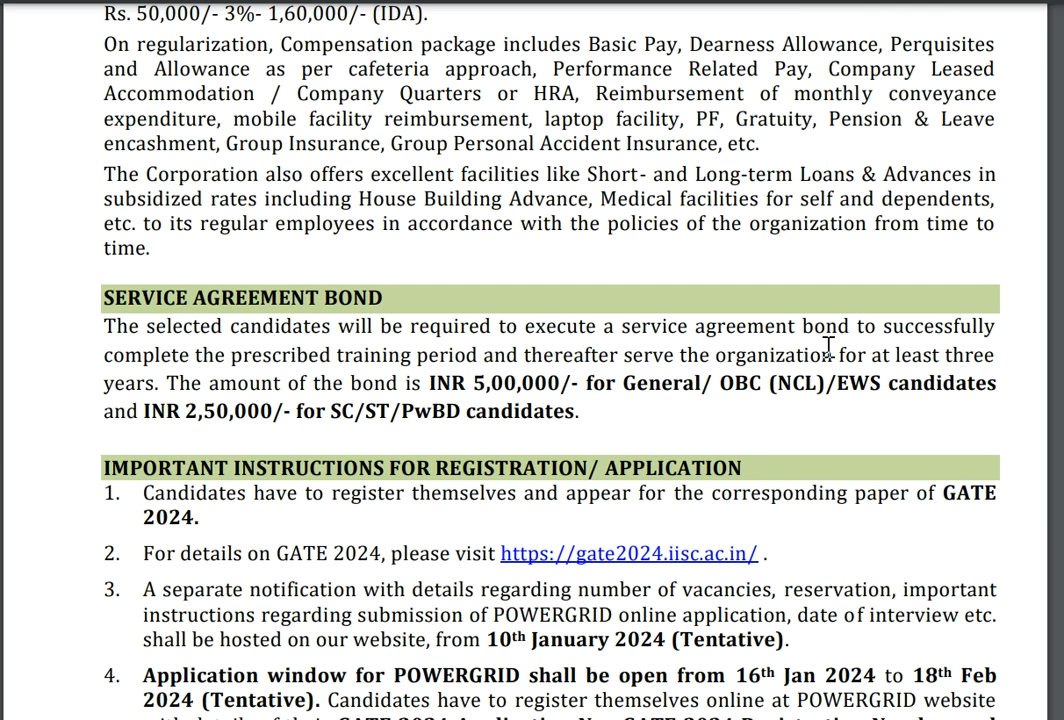 Rs. 50,000/- 3%- 1,60,000/- (IDA).
On regularization, Compensation package includes Basic Pay, Dearness Allowance, Perquisites
and Allowance as per cafeteria approach, Performance Related Pay, Company Leased
Accommodation / Company Quarters or HRA, Reimbursement of monthly conveyance
expenditure, mobile facility reimbursement, laptop facility, PF, Gratuity, Pension & Leave
encashment, Group Insurance, Group Personal Accident Insurance, etc.
The Corporation also offers excellent facilities like Short- and Long-term Loans & Advances in
subsidized rates including House Building Advance, Medical facilities for self and dependents,
etc. to its regular employees in accordance with the policies of the organization from time to
time.
SERVICE AGREEMENT BOND
The selected candidates will be required to execute a service agreement bond to successfully
complete the prescribed training period and thereafter serve the organization for at least three
years. The amount of the bond is INR 5,00,000/- for General/ OBC (NCL)/EWS candidates
and INR 2,50,000/- for SC/ST/PwBD candidates.
IMPORTANT INSTRUCTIONS FOR REGISTRATION/ APPLICATION
1. Candidates have to register themselves and appear for the corresponding paper of GATE
2024.
2. For details on GATE 2024, please visit https://gate2024.iisc.ac.in/ .
3. A separate notification with details regarding number of vacancies, reservation, important
instructions regarding submission of POWERGRID online application, date of interview etc.
shall be hosted on our website, from 10th January 2024 (Tentative).
4. Application window for POWERGRID shall be open from 16th Jan 2024 to 18th Feb
2024 (Tentative). Candidates have to register themselves online at POWERGRID website